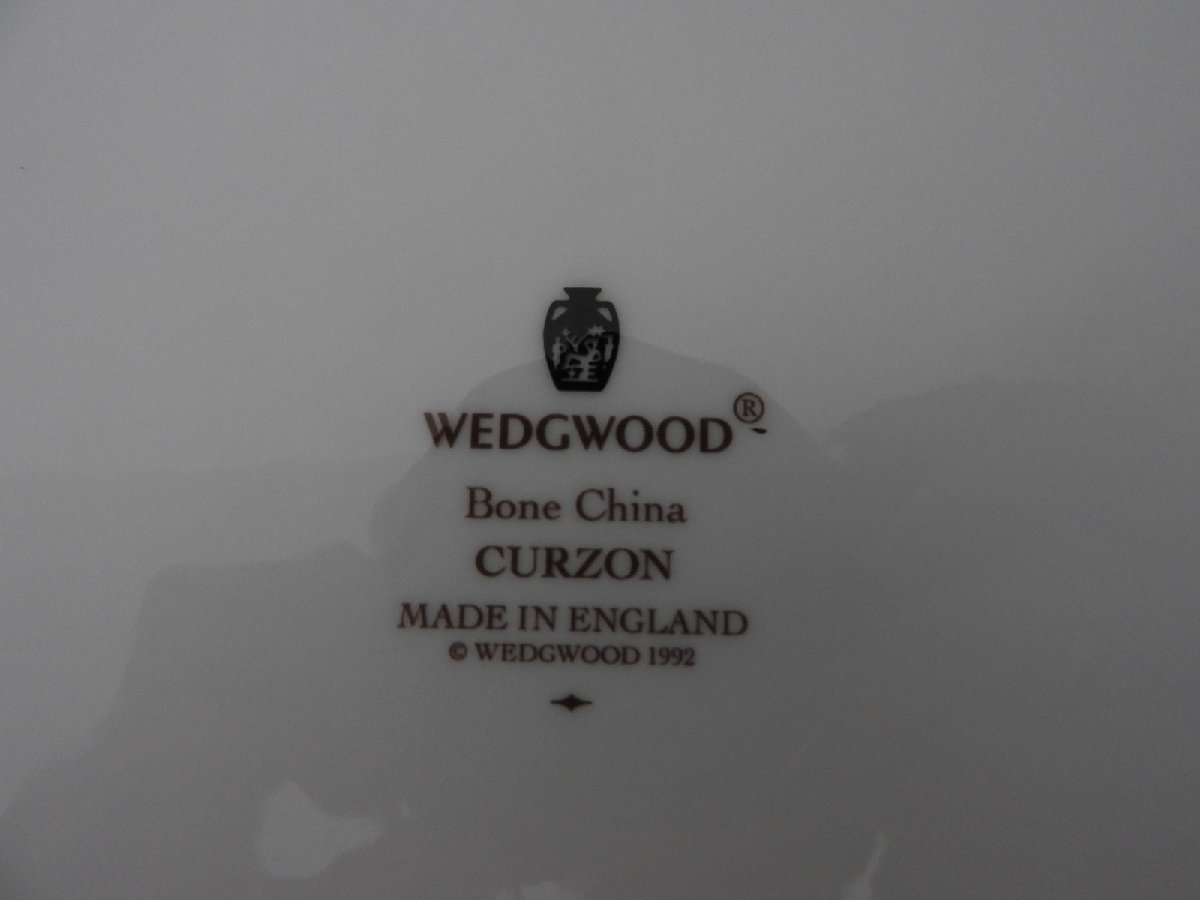 WEDGWOOD®
Bone China
CURZON
MADE IN ENGLAND
© WEDGWOOD 1992